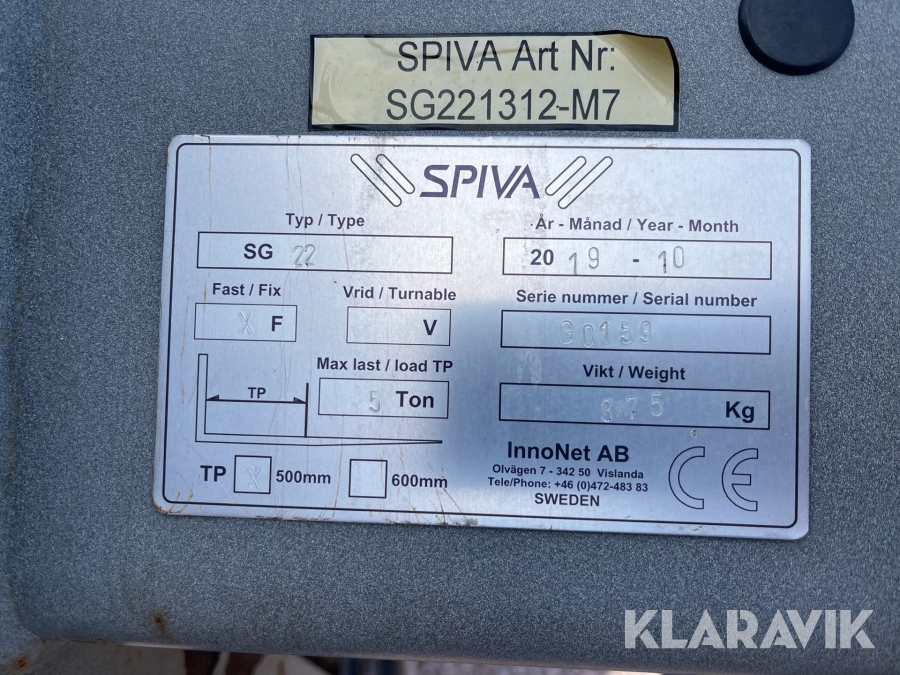 SPIVA Art Nr:
SG221312-M7
SPIVA
Typ / Type
SG 22
År - Månad / Year - Month
20 19 - 10
Fast / Fix
X F
Vrid / Turnable
V
Serie nummer / Serial number
G0159
Max last / load TP
5 Ton
Vikt / Weight
875 Kg
TP
TP X 500mm 600mm
InnoNet AB
Olvägen 7 - 342 50 Vislanda
Tele/Phone: +46 (0)472-483 83
SWEDEN
CE
KLARAVIK